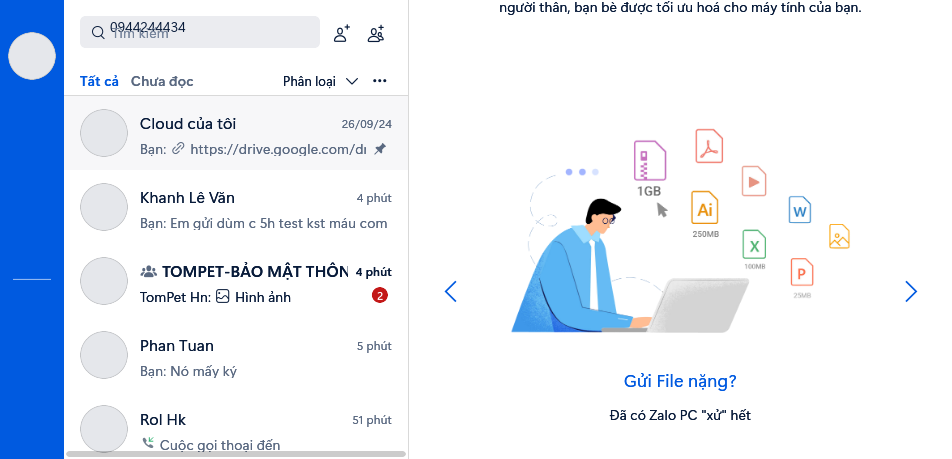 0944244434
Tìm kiếm
Tất cả Chưa đọc Phân loại
Cloud của tôi 26/09/24
Bạn: https://drive.google.com/dr
Khanh Lê Văn 4 phút
Bạn: Em gửi dùm c 5h test kst máu com
TOMPET-BẢO MẬT THÔN 4 phút
TomPet Hn: Hình ảnh 2
Phan Tuan 5 phút
Bạn: Nó mấy ký
Rol Hk 51 phút
Cuộc gọi thoại đến
người thân, bạn bè được tối ưu hoá cho máy tính của bạn.
1GB
Ai
250MB
W
X
100MB
P
25MB
Gửi File nặng?
Đã có Zalo PC "xử" hết